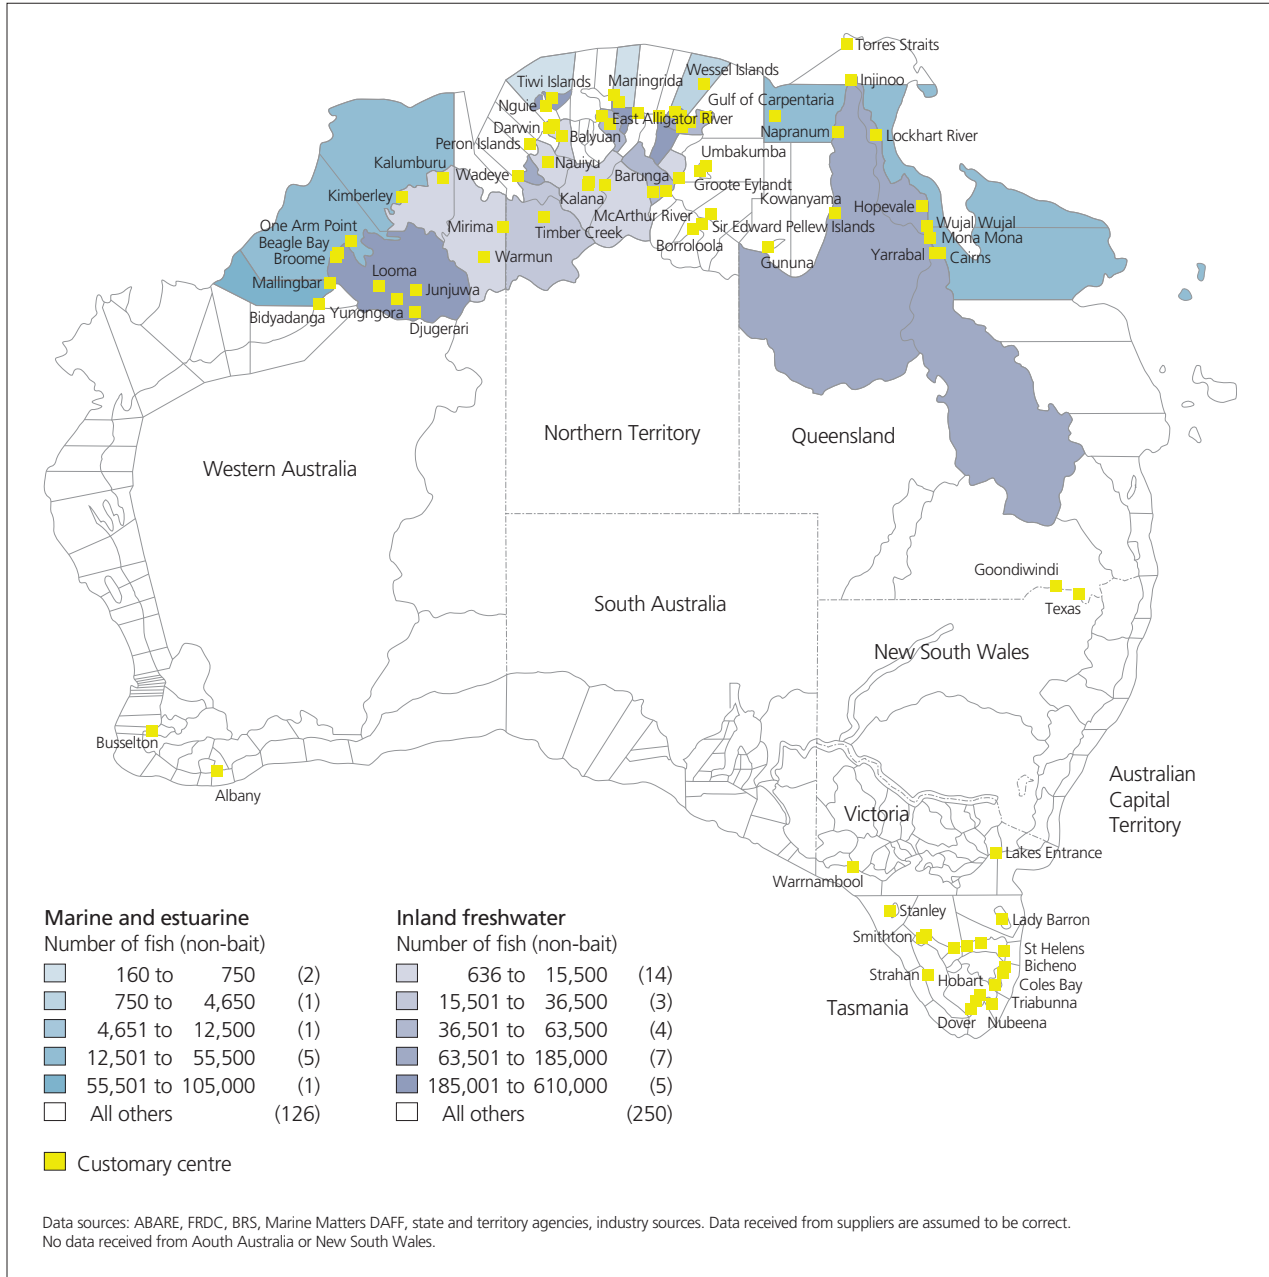 Torres Straits
Injinoo
Wessel Islands
Tiwi Islands
Maningrida
Nguie
Gulf of Carpentaria
East Alligator River
Darwin
Balyuan
Napranum
Lockhart River
Peron Islands
Kalumburu
Nauiyu
Umbakumba
Wadeye
Barunga
Groote Eylandt
Kimberley
Kalana
Kowanyama
Hopevale
McArthur River
One Arm Point
Mirima
Timber Creek
Sir Edward Pellew Islands
Wujal Wujal
Beagle Bay
Mona Mona
Borroloola
Broome
Warmun
Gununa
Yarrabal
Cairns
Looma
Mallingbar
Junjuwa
Bidyadanga
Yungngora
Djugerari
Northern Territory
Queensland
Western Australia
Goondiwindi
South Australia
Texas
New South Wales
Busselton
Albany
Australian
Capital
Territory
Victoria
Lakes Entrance
Warrnambool
Stanley
Lady Barron
Smithton
St Helens
Bicheno
Strahan
Hobart
Coles Bay
Tasmania
Triabunna
Dover
Nubeena
Marine and estuarine
Number of fish (non-bait)
160 to 750 (2)
750 to 4,650 (1)
4,651 to 12,500 (1)
12,501 to 55,500 (5)
55,501 to 105,000 (1)
All others (126)
Inland freshwater
Number of fish (non-bait)
636 to 15,500 (14)
15,501 to 36,500 (3)
36,501 to 63,500 (4)
63,501 to 185,000 (7)
185,001 to 610,000 (5)
All others (250)
Customary centre
Data sources: ABARE, FRDC, BRS, Marine Matters DAFF, state and territory agencies, industry sources. Data received from suppliers are assumed to be correct.
No data received from Aouth Australia or New South Wales.